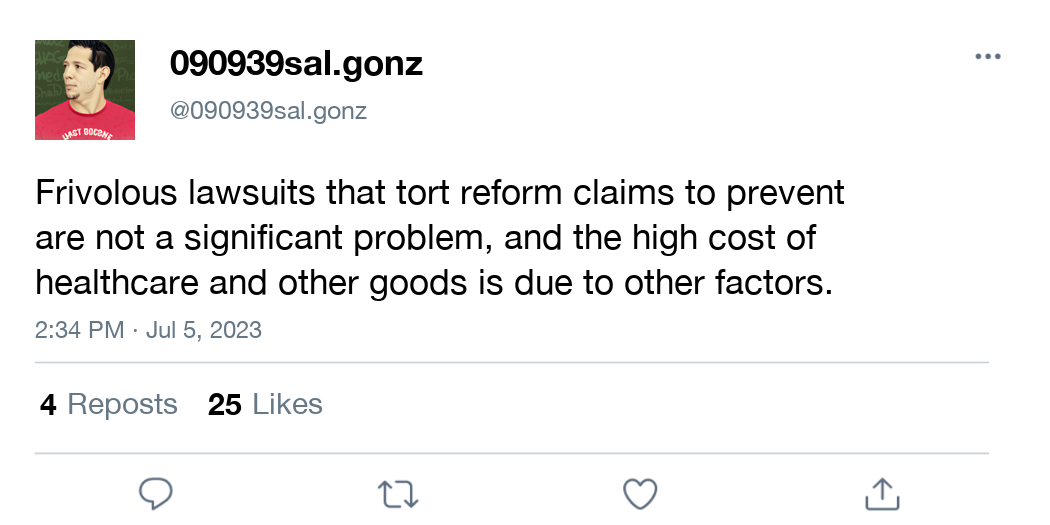 090939sal.gonz
@090939sal.gonz
Frivolous lawsuits that tort reform claims to prevent
are not a significant problem, and the high cost of
healthcare and other goods is due to other factors.
2:34 PM · Jul 5, 2023
4 Reposts 25 Likes